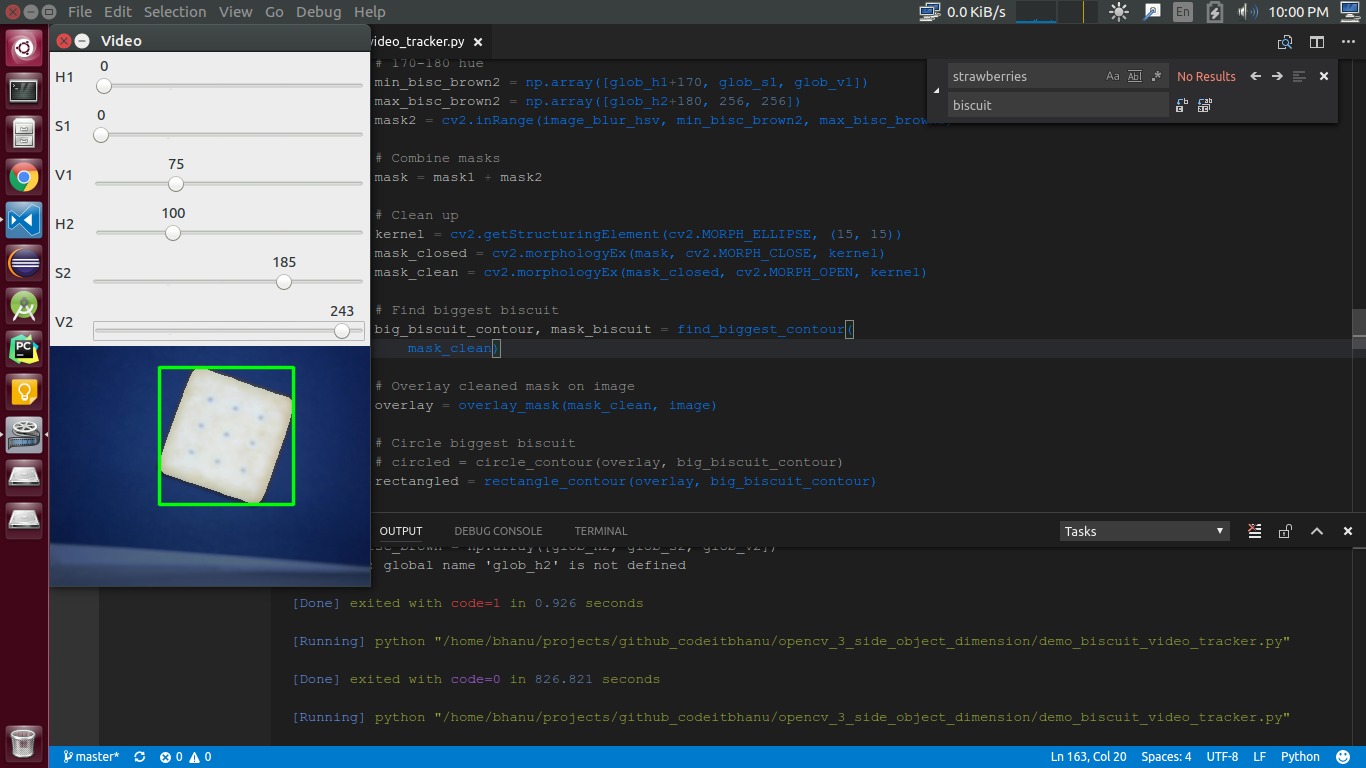 File Edit Selection View Go Debug Help
0.0 KiB/s
En
10:00 PM
Video
H1
0
S1
0
V1
75
H2
100
S2
185
V2
243
video_tracker.py
strawberries
Aa Ab| .*
No Results
biscuit
# 170-180 hue
min_bisc_brown2 = np.array([glob_h1+170, glob_s1, glob_v1])
max_bisc_brown2 = np.array([glob_h2+180, 256, 256])
mask2 = cv2.inRange(image_blur_hsv, min_bisc_brown2, max_bisc_brown2)
# Combine masks
mask = mask1 + mask2
# Clean up
kernel = cv2.getStructuringElement(cv2.MORPH_ELLIPSE, (15, 15))
mask_closed = cv2.morphologyEx(mask, cv2.MORPH_CLOSE, kernel)
mask_clean = cv2.morphologyEx(mask_closed, cv2.MORPH_OPEN, kernel)
# Find biggest biscuit
big_biscuit_contour, mask_biscuit = find_biggest_contour(
mask_clean)
# Overlay cleaned mask on image
overlay = overlay_mask(mask_clean, image)
# Circle biggest biscuit
# circled = circle_contour(overlay, big_biscuit_contour)
rectangled = rectangle_contour(overlay, big_biscuit_contour)
OUTPUT DEBUG CONSOLE TERMINAL
Tasks
_brown = np.array([glob_h2, glob_s2, glob_v2])
: global name 'glob_h2' is not defined
[Done] exited with code=1 in 0.926 seconds
[Running] python "/home/bhanu/projects/github_codeitbhanu/opencv_3_side_object_dimension/demo_biscuit_video_tracker.py"
[Done] exited with code=0 in 826.821 seconds
[Running] python "/home/bhanu/projects/github_codeitbhanu/opencv_3_side_object_dimension/demo_biscuit_video_tracker.py"
master*
0
0
Ln 163, Col 20
Spaces: 4
UTF-8
LF
Python
PC